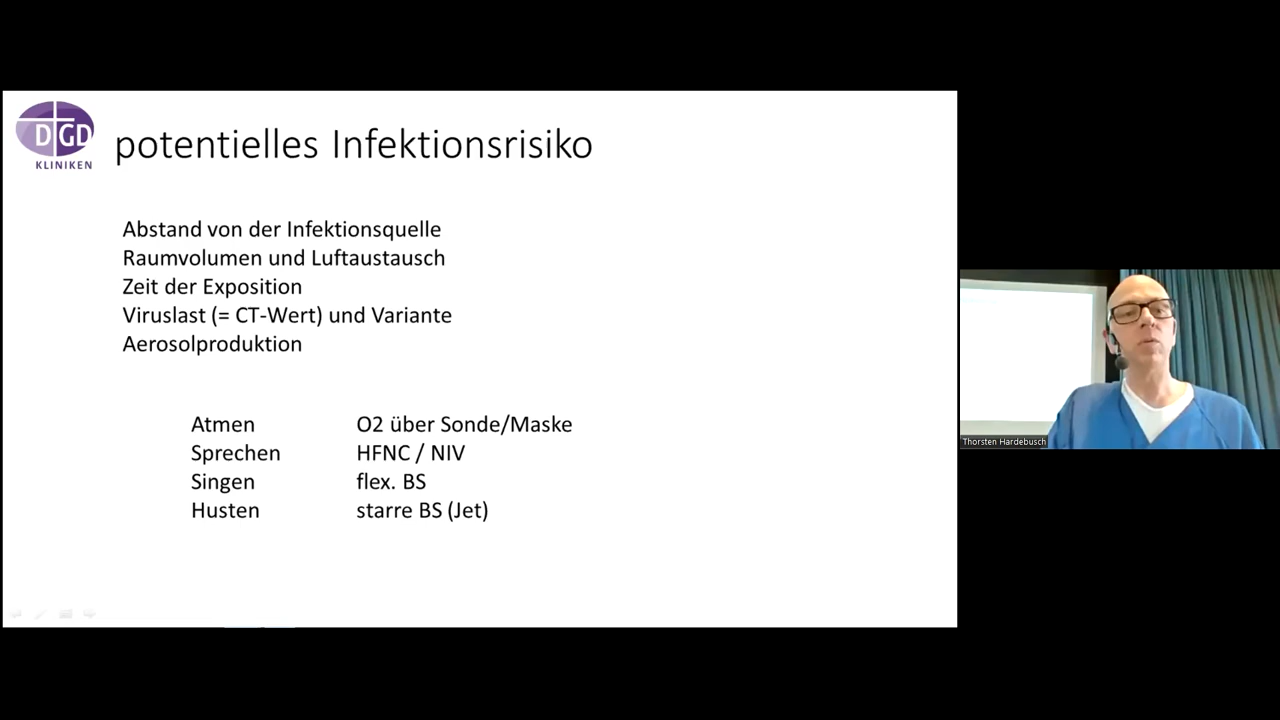 DGD
KLINIKEN
potentielles Infektionsrisiko
Abstand von der Infektionsquelle
Raumvolumen und Luftaustausch
Zeit der Exposition
Viruslast (= CT-Wert) und Variante
Aerosolproduktion
Atmen O2 über Sonde/Maske
Sprechen HFNC / NIV
Singen flex. BS
Husten starre BS (Jet)
Thorsten Hardebusch